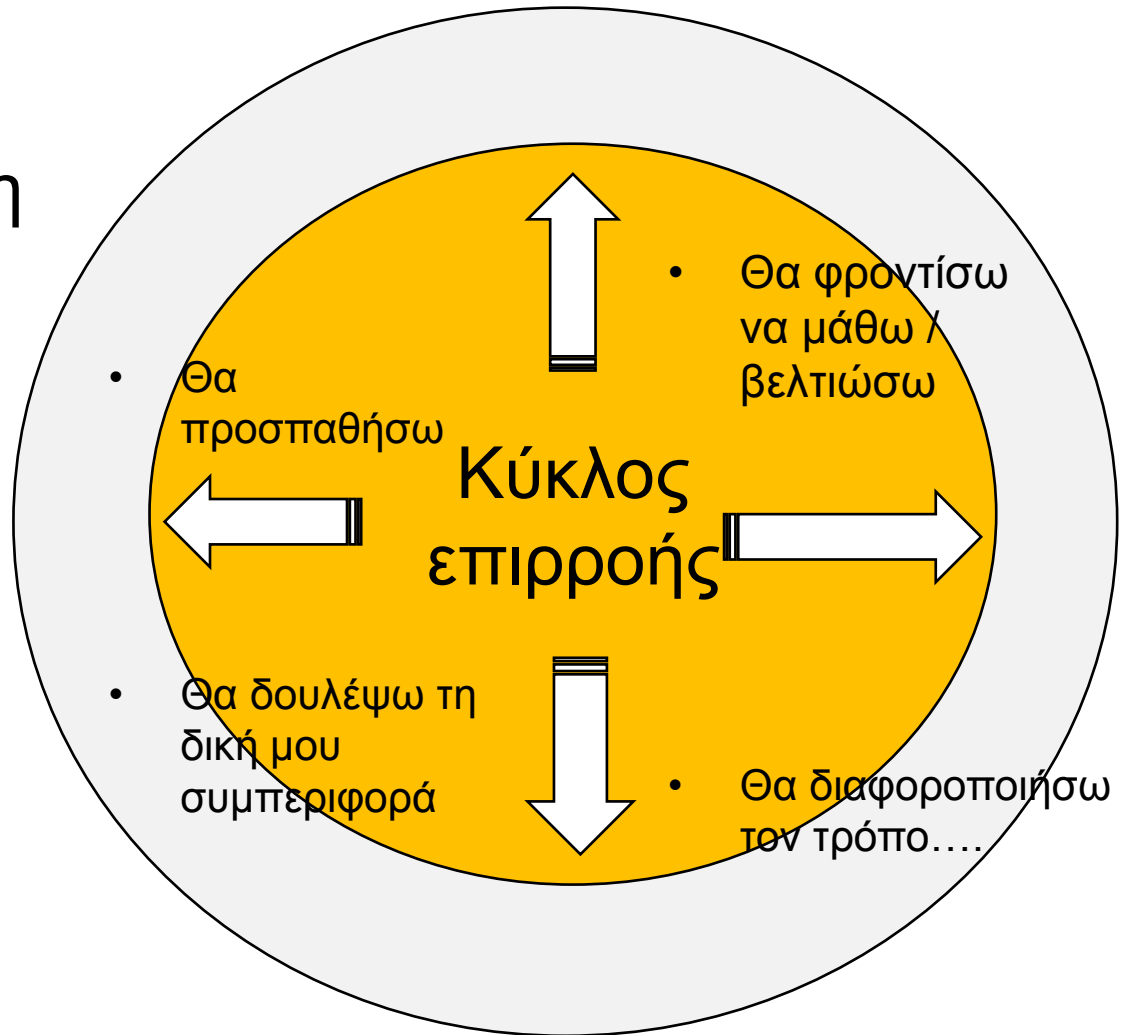 η
• Θα φροντίσω
να μάθω /
βελτιώσω
• Θα
προσπαθήσω
Κύκλος
επιρροής
• Θα δουλέψω τη
δική μου
συμπεριφορά
• Θα διαφοροποιήσω
τον τρόπο….